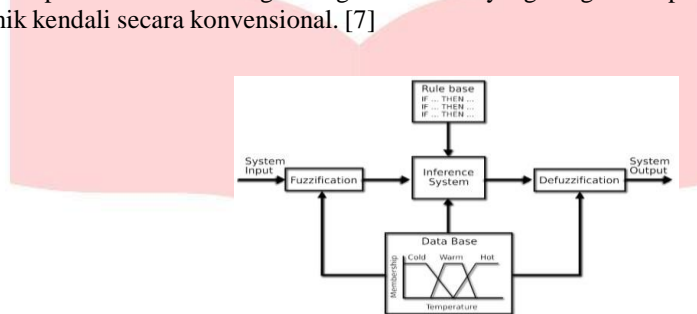 nik kendali secara konvensional. [7]
Rule base
IF ... THEN ...
IF ... THEN ...
IF ... THEN ...
System
Input
Fuzzification
Inference
System
Defuzzification
System
Output
Data Base
Cold Warm Hot
Membership
Temperature